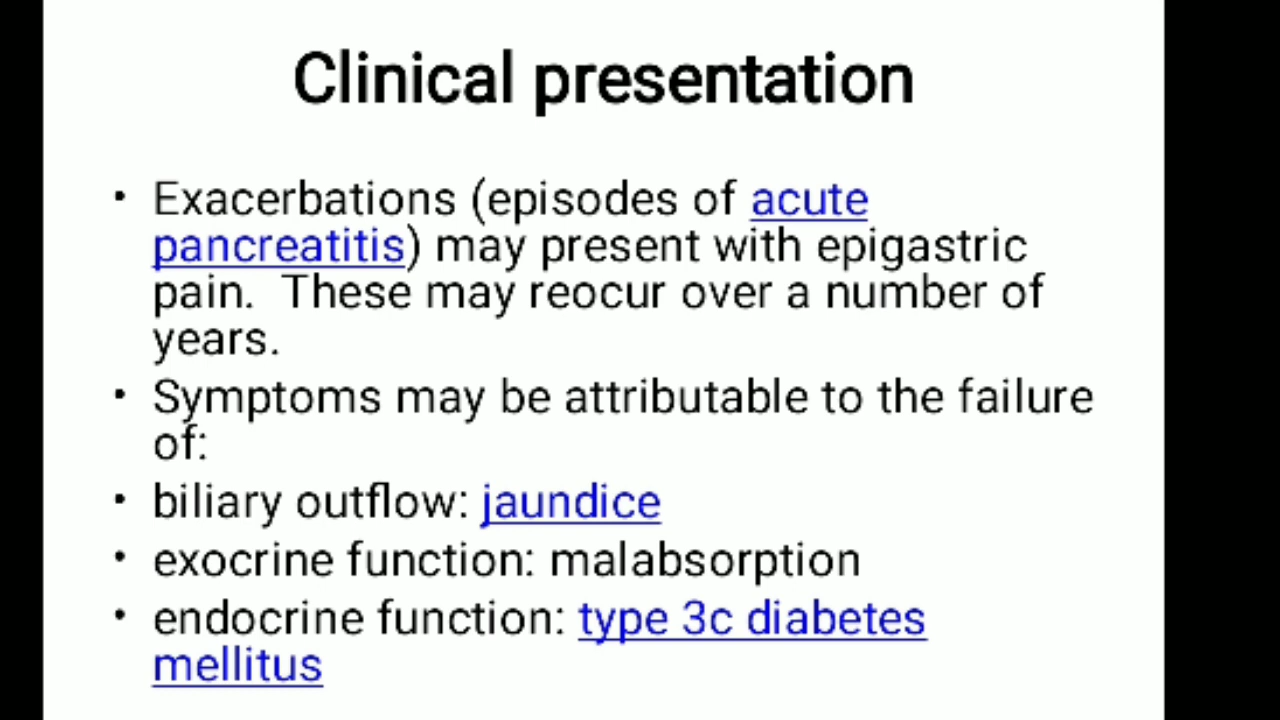 Clinical presentation
• Exacerbations (episodes of acute
pancreatitis) may present with epigastric
pain.  These may reocur over a number of
years.
• Symptoms may be attributable to the failure
of:
• biliary outflow: jaundice
• exocrine function: malabsorption
• endocrine function: type 3c diabetes
mellitus